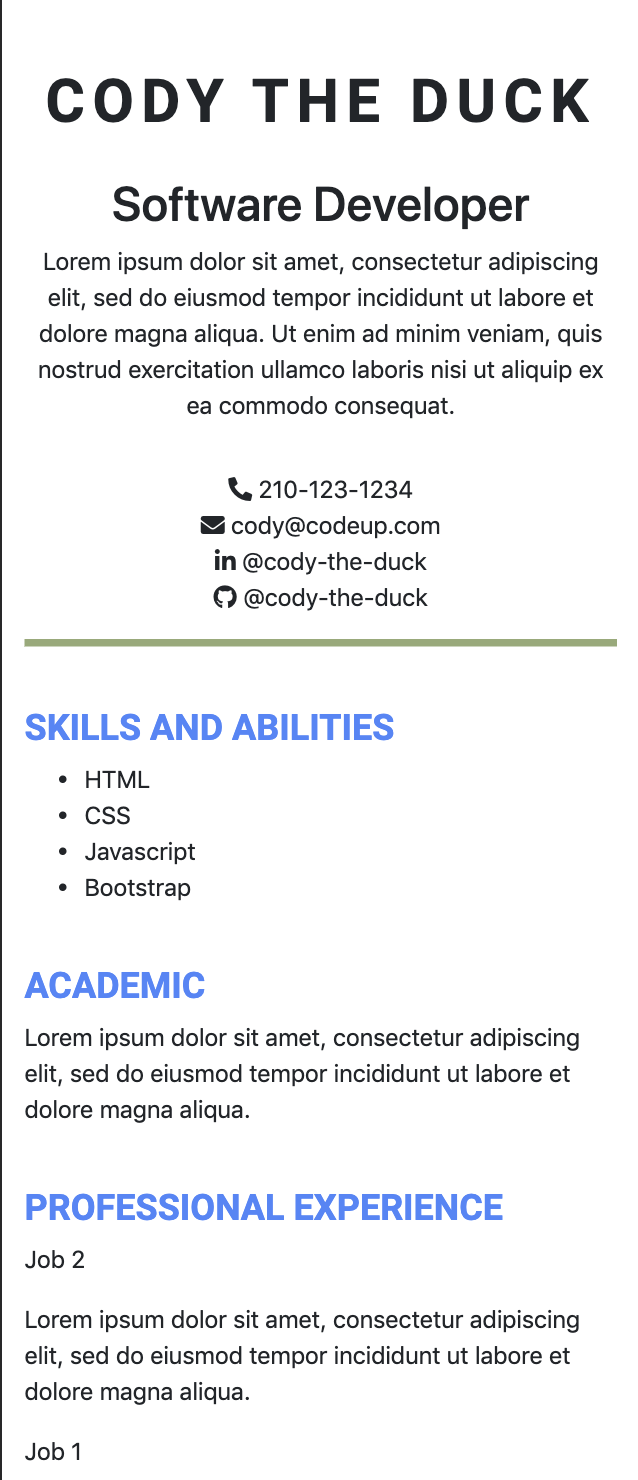 CODY THE DUCK
Software Developer
Lorem ipsum dolor sit amet, consectetur adipiscing
elit, sed do eiusmod tempor incididunt ut labore et
dolore magna aliqua. Ut enim ad minim veniam, quis
nostrud exercitation ullamco laboris nisi ut aliquip ex
ea commodo consequat.
210-123-1234
cody@codeup.com
@cody-the-duck
@cody-the-duck
SKILLS AND ABILITIES
• HTML
• CSS
• Javascript
• Bootstrap
ACADEMIC
Lorem ipsum dolor sit amet, consectetur adipiscing
elit, sed do eiusmod tempor incididunt ut labore et
dolore magna aliqua.
PROFESSIONAL EXPERIENCE
Job 2
Lorem ipsum dolor sit amet, consectetur adipiscing
elit, sed do eiusmod tempor incididunt ut labore et
dolore magna aliqua.
Job 1